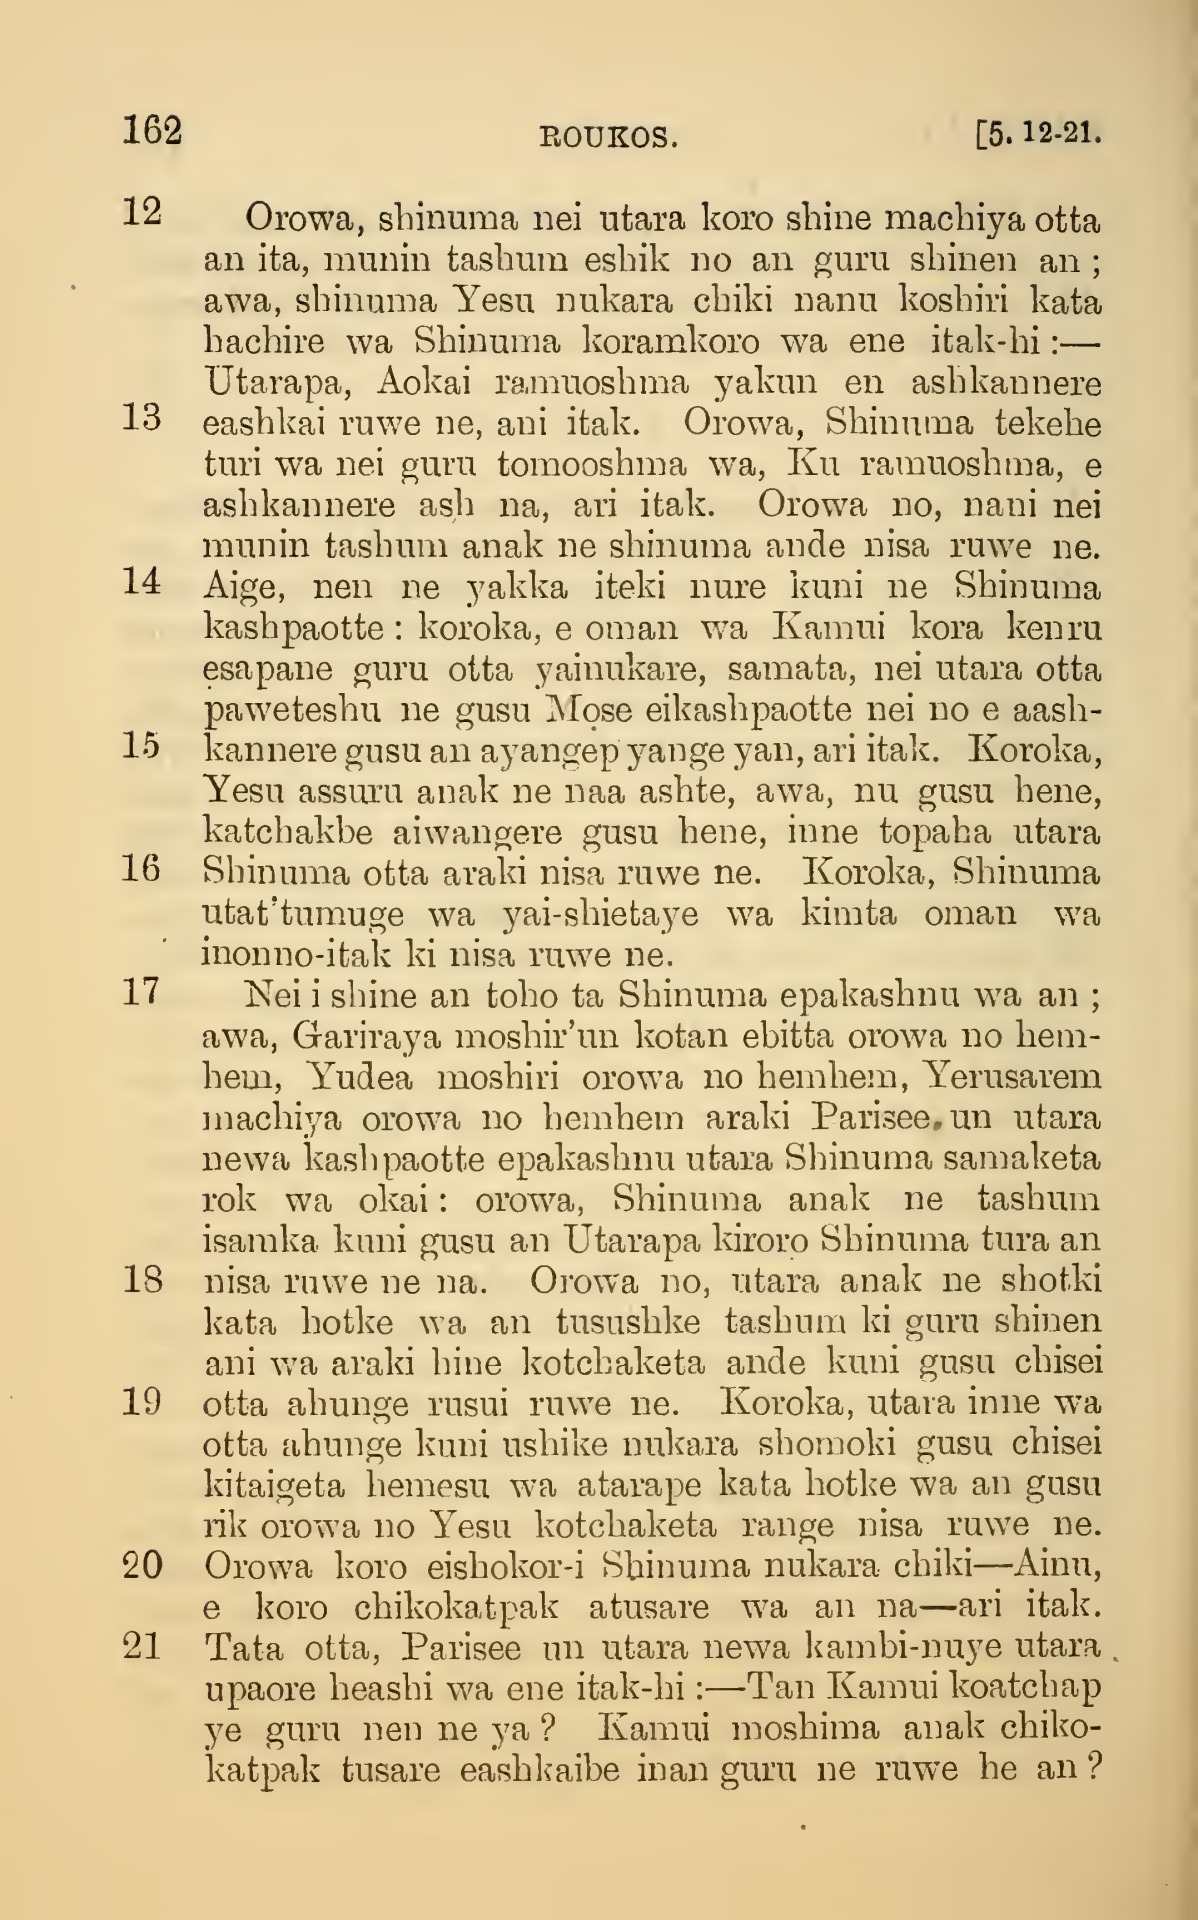 162 ROUKOS. [5. 12-21.
12 Orowa, shinuma nei utara koro shine machiya otta
an ita, munin tashum eshik no an guru shinen an ;
awa, shinuma Yesu nukara chiki nanu koshiri kata
hachire wa Shinuma koramkoro wa ene itak-hi :—
Utarapa, Aokai ramuoshma yakun en ashkannere
13 eashkai ruwe ne, ani itak. Orowa, Shinuma tekehe
turi wa nei guru tomooshma wa, Ku ramuoshma, e
ashkannere ash na, ari itak. Orowa no, nani nei
munin tashum anak ne shinuma ande nisa ruwe ne.
14 Aige, nen ne yakka iteki nure kuni ne Shinuma
kashpaotte : koroka, e oman wa Kamui kora kenru
esapane guru otta yainukare, samata, nei utara otta
paweteshu ne gusu Mose eikashpaotte nei no e aash-
15 kannere gusu an ayangep yange yan, ari itak. Koroka,
Yesu assuru anak ne naa ashte, awa, nu gusu hene,
katchakbe aiwangere gusu hene, inne topaha utara
16 Shinuma otta araki nisa ruwe ne. Koroka, Shinuma
utat'tumuge wa yai-shietaye wa kimta oman wa
inonno-itak ki nisa ruwe ne.
17 Nei i shine an toho ta Shinuma epakashnu wa an ;
awa, Gariraya moshir'un kotan ebitta orowa no hem-
hem, Yudea moshiri orowa no hemhem, Yerusarem
machiya orowa no hemhem araki Parisee un utara
newa kashpaotte epakashnu utara Shinuma samaketa
rok wa okai : orowa, Shinuma anak ne tashum
isamka kuni gusu an Utarapa kiroro Shinuma tura an
18 nisa ruwe ne na. Orowa no, utara anak ne shotki
kata hotke wa an tusushke tashum ki guru shinen
ani wa araki hine kotchaketa ande kuni gusu chisei
19 otta ahunge rusui ruwe ne. Koroka, utara inne wa
otta ahunge kuni ushike nukara shomoki gusu chisei
kitaigeta hemesu wa atarape kata hotke wa an gusu
rik orowa no Yesu kotchaketa range nisa ruwe ne.
20 Orowa koro eishokor-i Shinuma nukara chiki—Ainu,
e koro chikokatpak atusare wa an na—ari itak.
21 Tata otta, Parisee un utara newa kambi-nuye utara
upaore heashi wa ene itak-hi :—Tan Kamui koatchap
ye guru nen ne ya ? Kamui moshima anak chiko-
katpak tusare eashkaibe inan guru ne ruwe he an ?